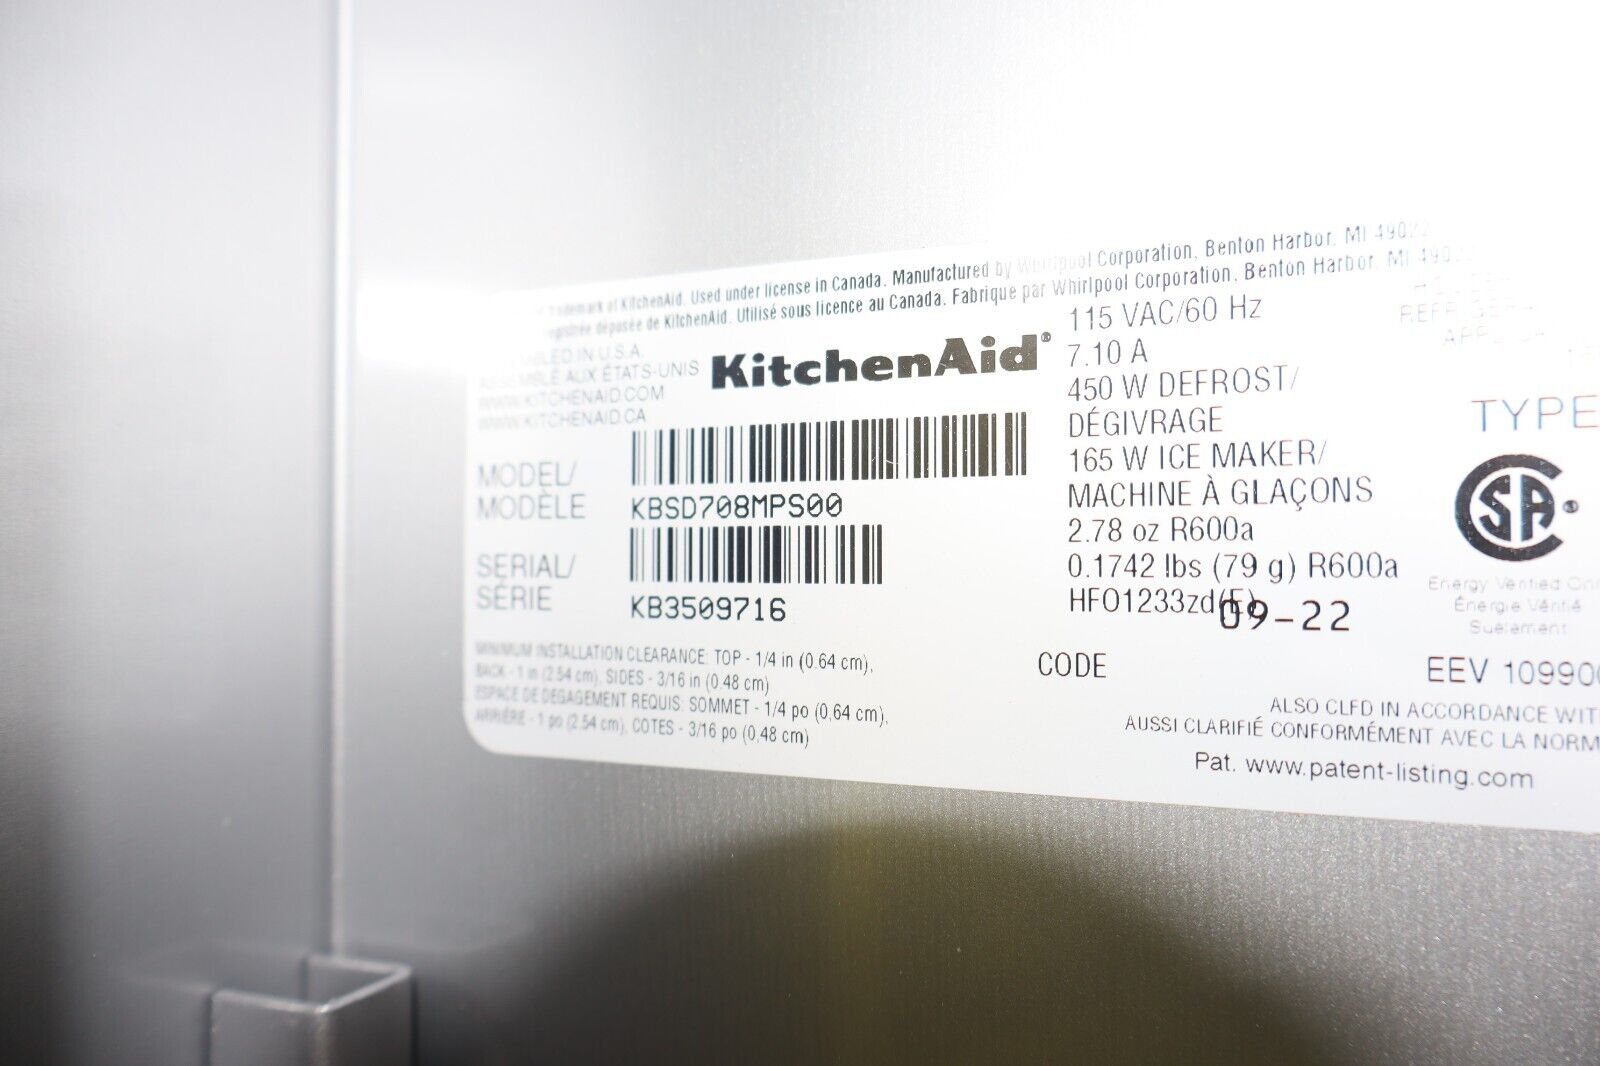 trademark of KitchenAid. Used under license in Canada. Manufactured by Whirlpool Corporation, Benton Harbor, MI 49022
déposée de KitchenAid. Utilisé sous licence au Canada. Fabrique par Whirlpool Corporation, Benton Harbor, MI 49022
IN U.S.A.
AUX ÉTATS-UNIS
WWW.KITCHENAID.COM
WWW.KITCHENAID.CA
KitchenAid®
MODEL/
MODÈLE
KBSD708MPS00
SERIAL/
SÉRIE
KB3509716
MINIMUM INSTALLATION CLEARANCE: TOP - 1/4 in (0.64 cm),
BACK - 1 in (2.54 cm), SIDES - 3/16 in (0.48 cm)
ESPACE DE DEGAGEMENT REQUIS: SOMMET - 1/4 po (0,64 cm),
ARRIÈRE - 1 po (2.54 cm), COTES - 3/16 po (0,48 cm)
115 VAC/60 Hz
7.10 A
450 W DEFROST/
DÉGIVRAGE
165 W ICE MAKER/
MACHINE À GLAÇONS
2.78 oz R600a
0.1742 lbs (79 g) R600a
HFO1233zd(E)
09-22
CODE
TYPE
CSA®
Energy Verified
Énergie Vérifié
EEV 10990
ALSO CLFD IN ACCORDANCE
AUSSI CLARIFIÉ CONFORMÉMENT AVEC LA
Pat. www.patent-listing.com